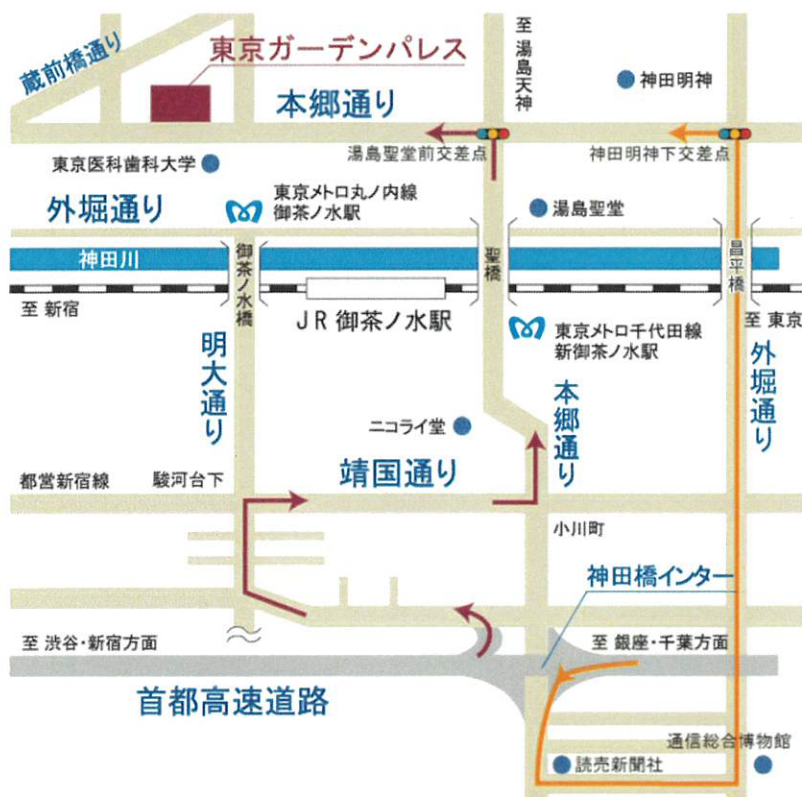 蔵前橋通り
東京ガーデンパレス
至 湯島天神
神田明神
本郷通り
湯島聖堂前交差点
神田明神下交差点
東京医科歯科大学
東京メトロ丸ノ内線
御茶ノ水駅
外堀通り
湯島聖堂
神田川
御茶ノ水橋
聖橋
昌平橋
至 新宿
JR 御茶ノ水駅
東京メトロ千代田線
新御茶ノ水駅
至 東京
明大通り
本郷通り
外堀通り
ニコライ堂
都営新宿線
駿河台下
靖国通り
小川町
神田橋インター
至 渋谷・新宿方面
至 銀座・千葉方面
首都高速道路
通信総合博物館
読売新聞社